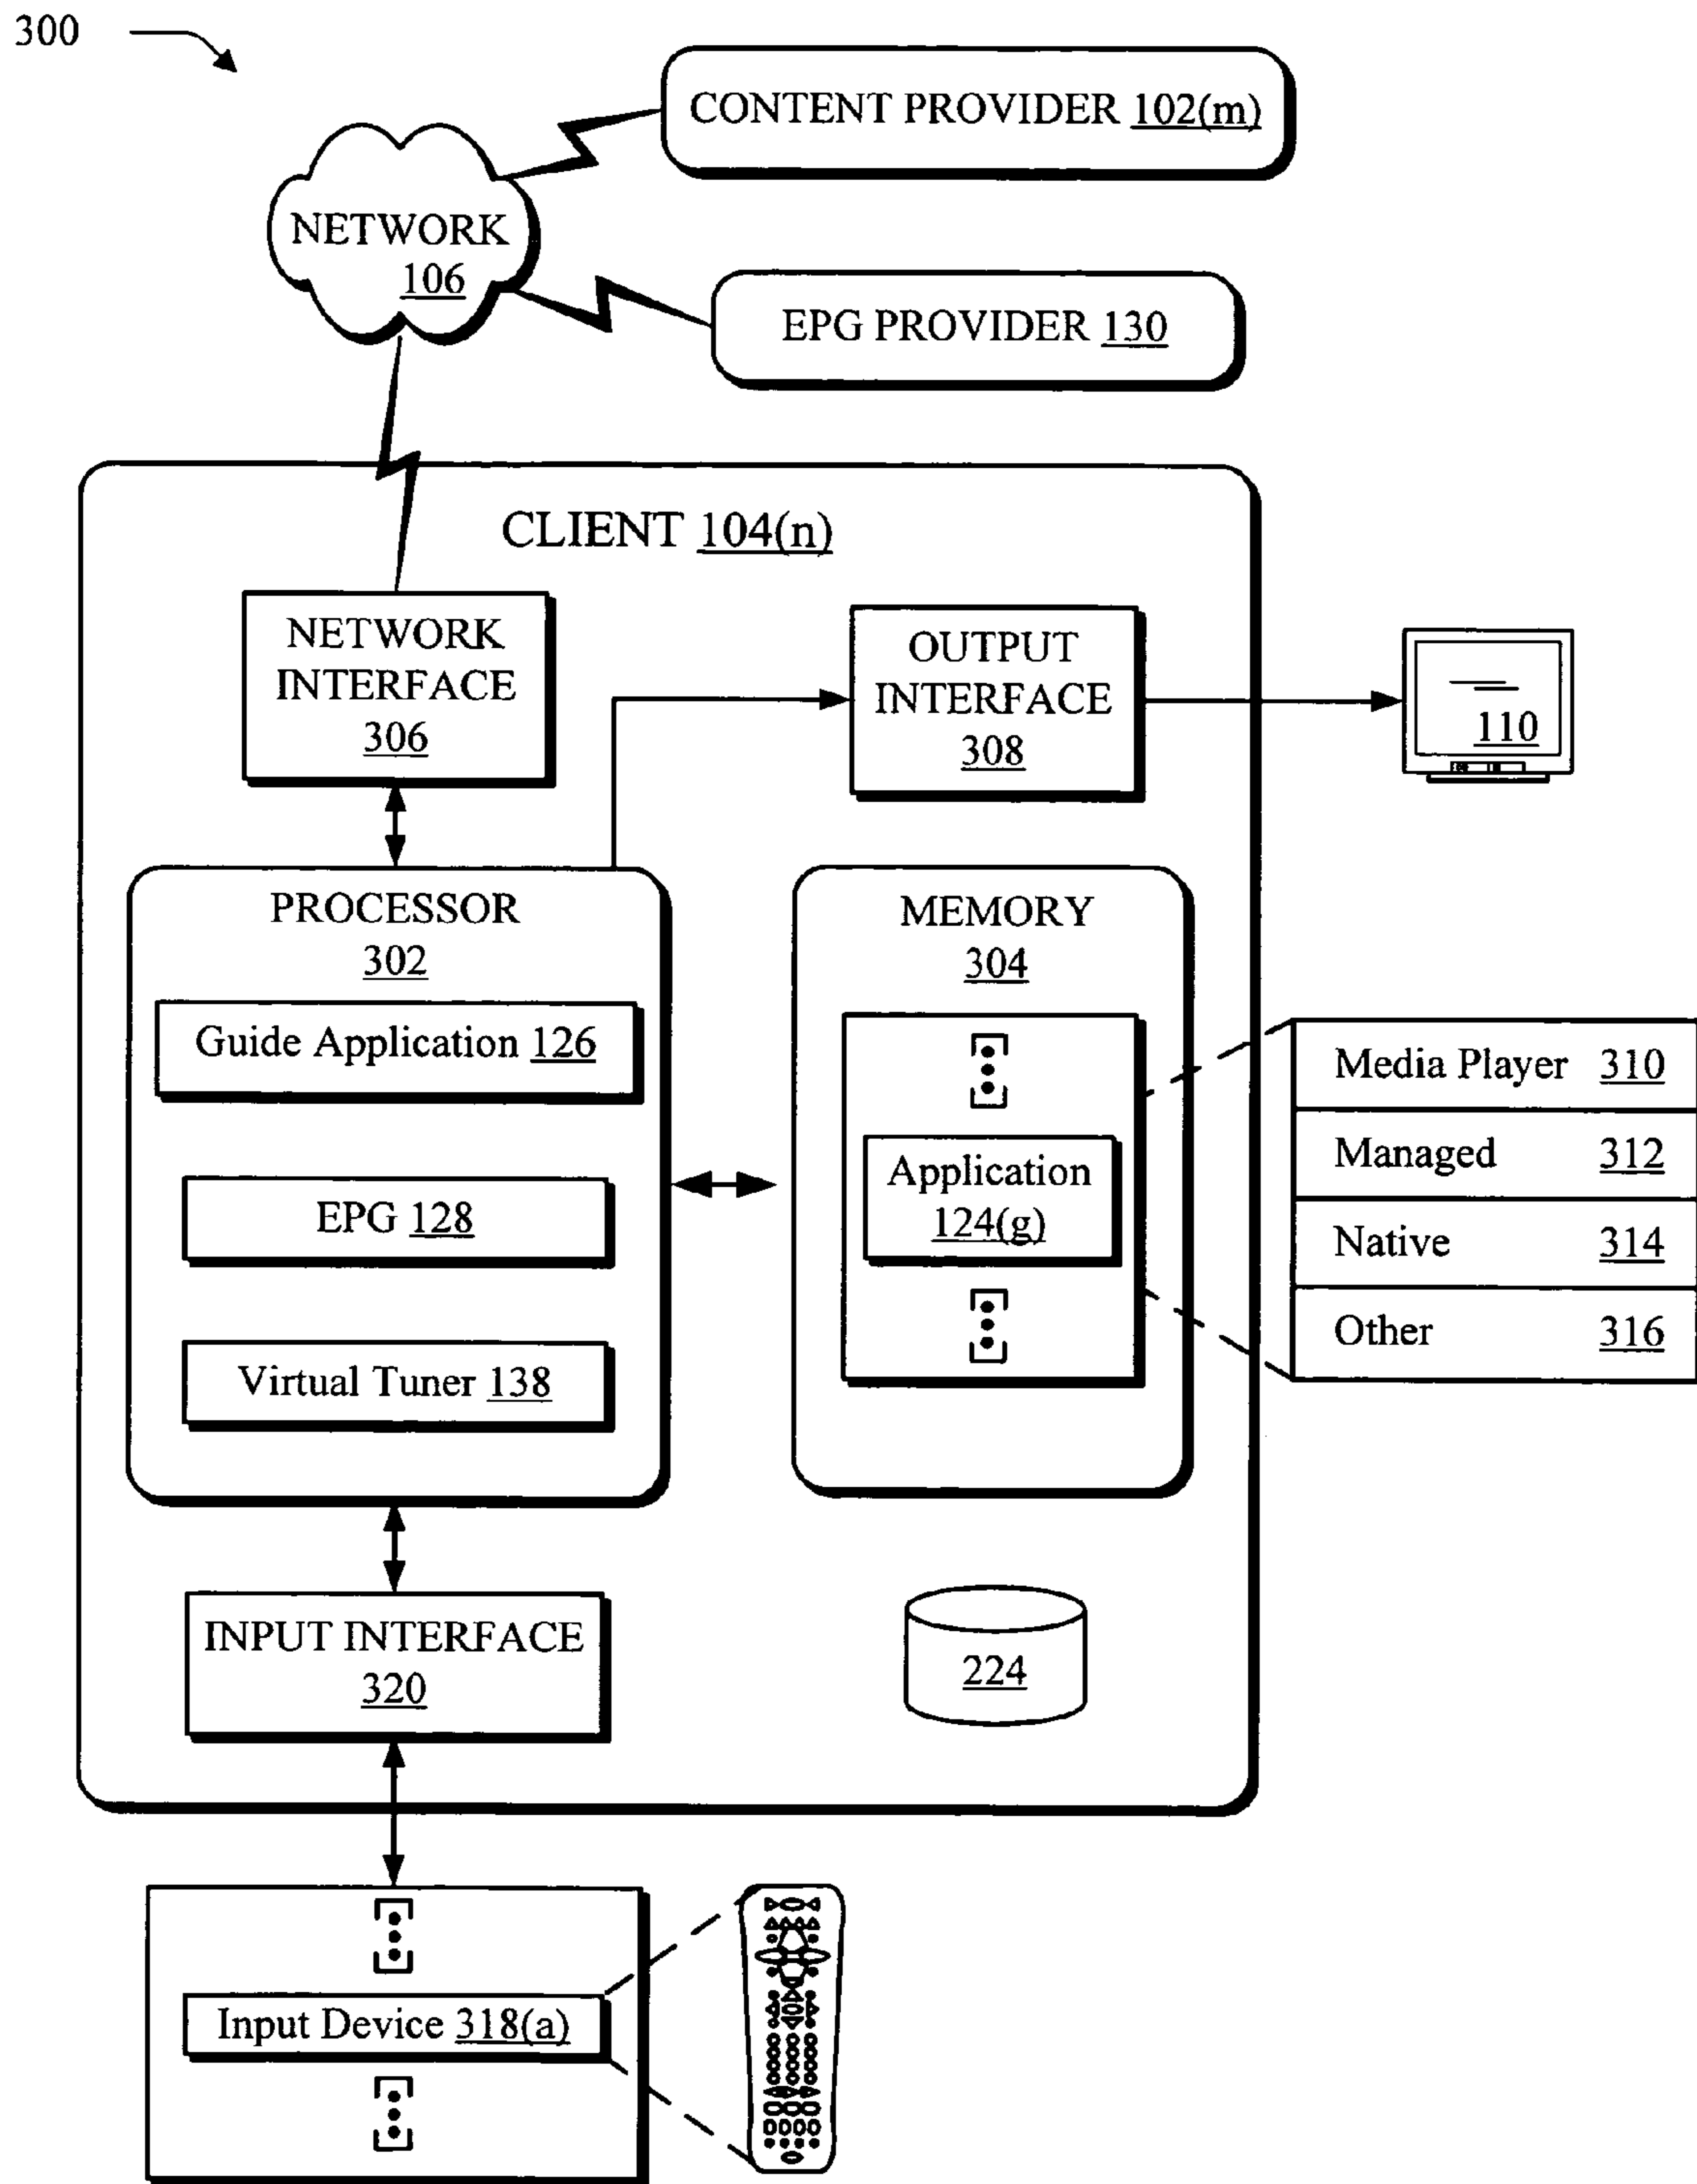 300
CONTENT PROVIDER 102(m)
NETWORK
106
EPG PROVIDER 130
CLIENT 104(n)
NETWORK
INTERFACE
306
OUTPUT
INTERFACE
308
110
PROCESSOR
302
Guide Application 126
EPG 128
Virtual Tuner 138
MEMORY
304
Application
124(g)
Media Player 310
Managed 312
Native 314
Other 316
INPUT INTERFACE
320
224
Input Device 318(a)